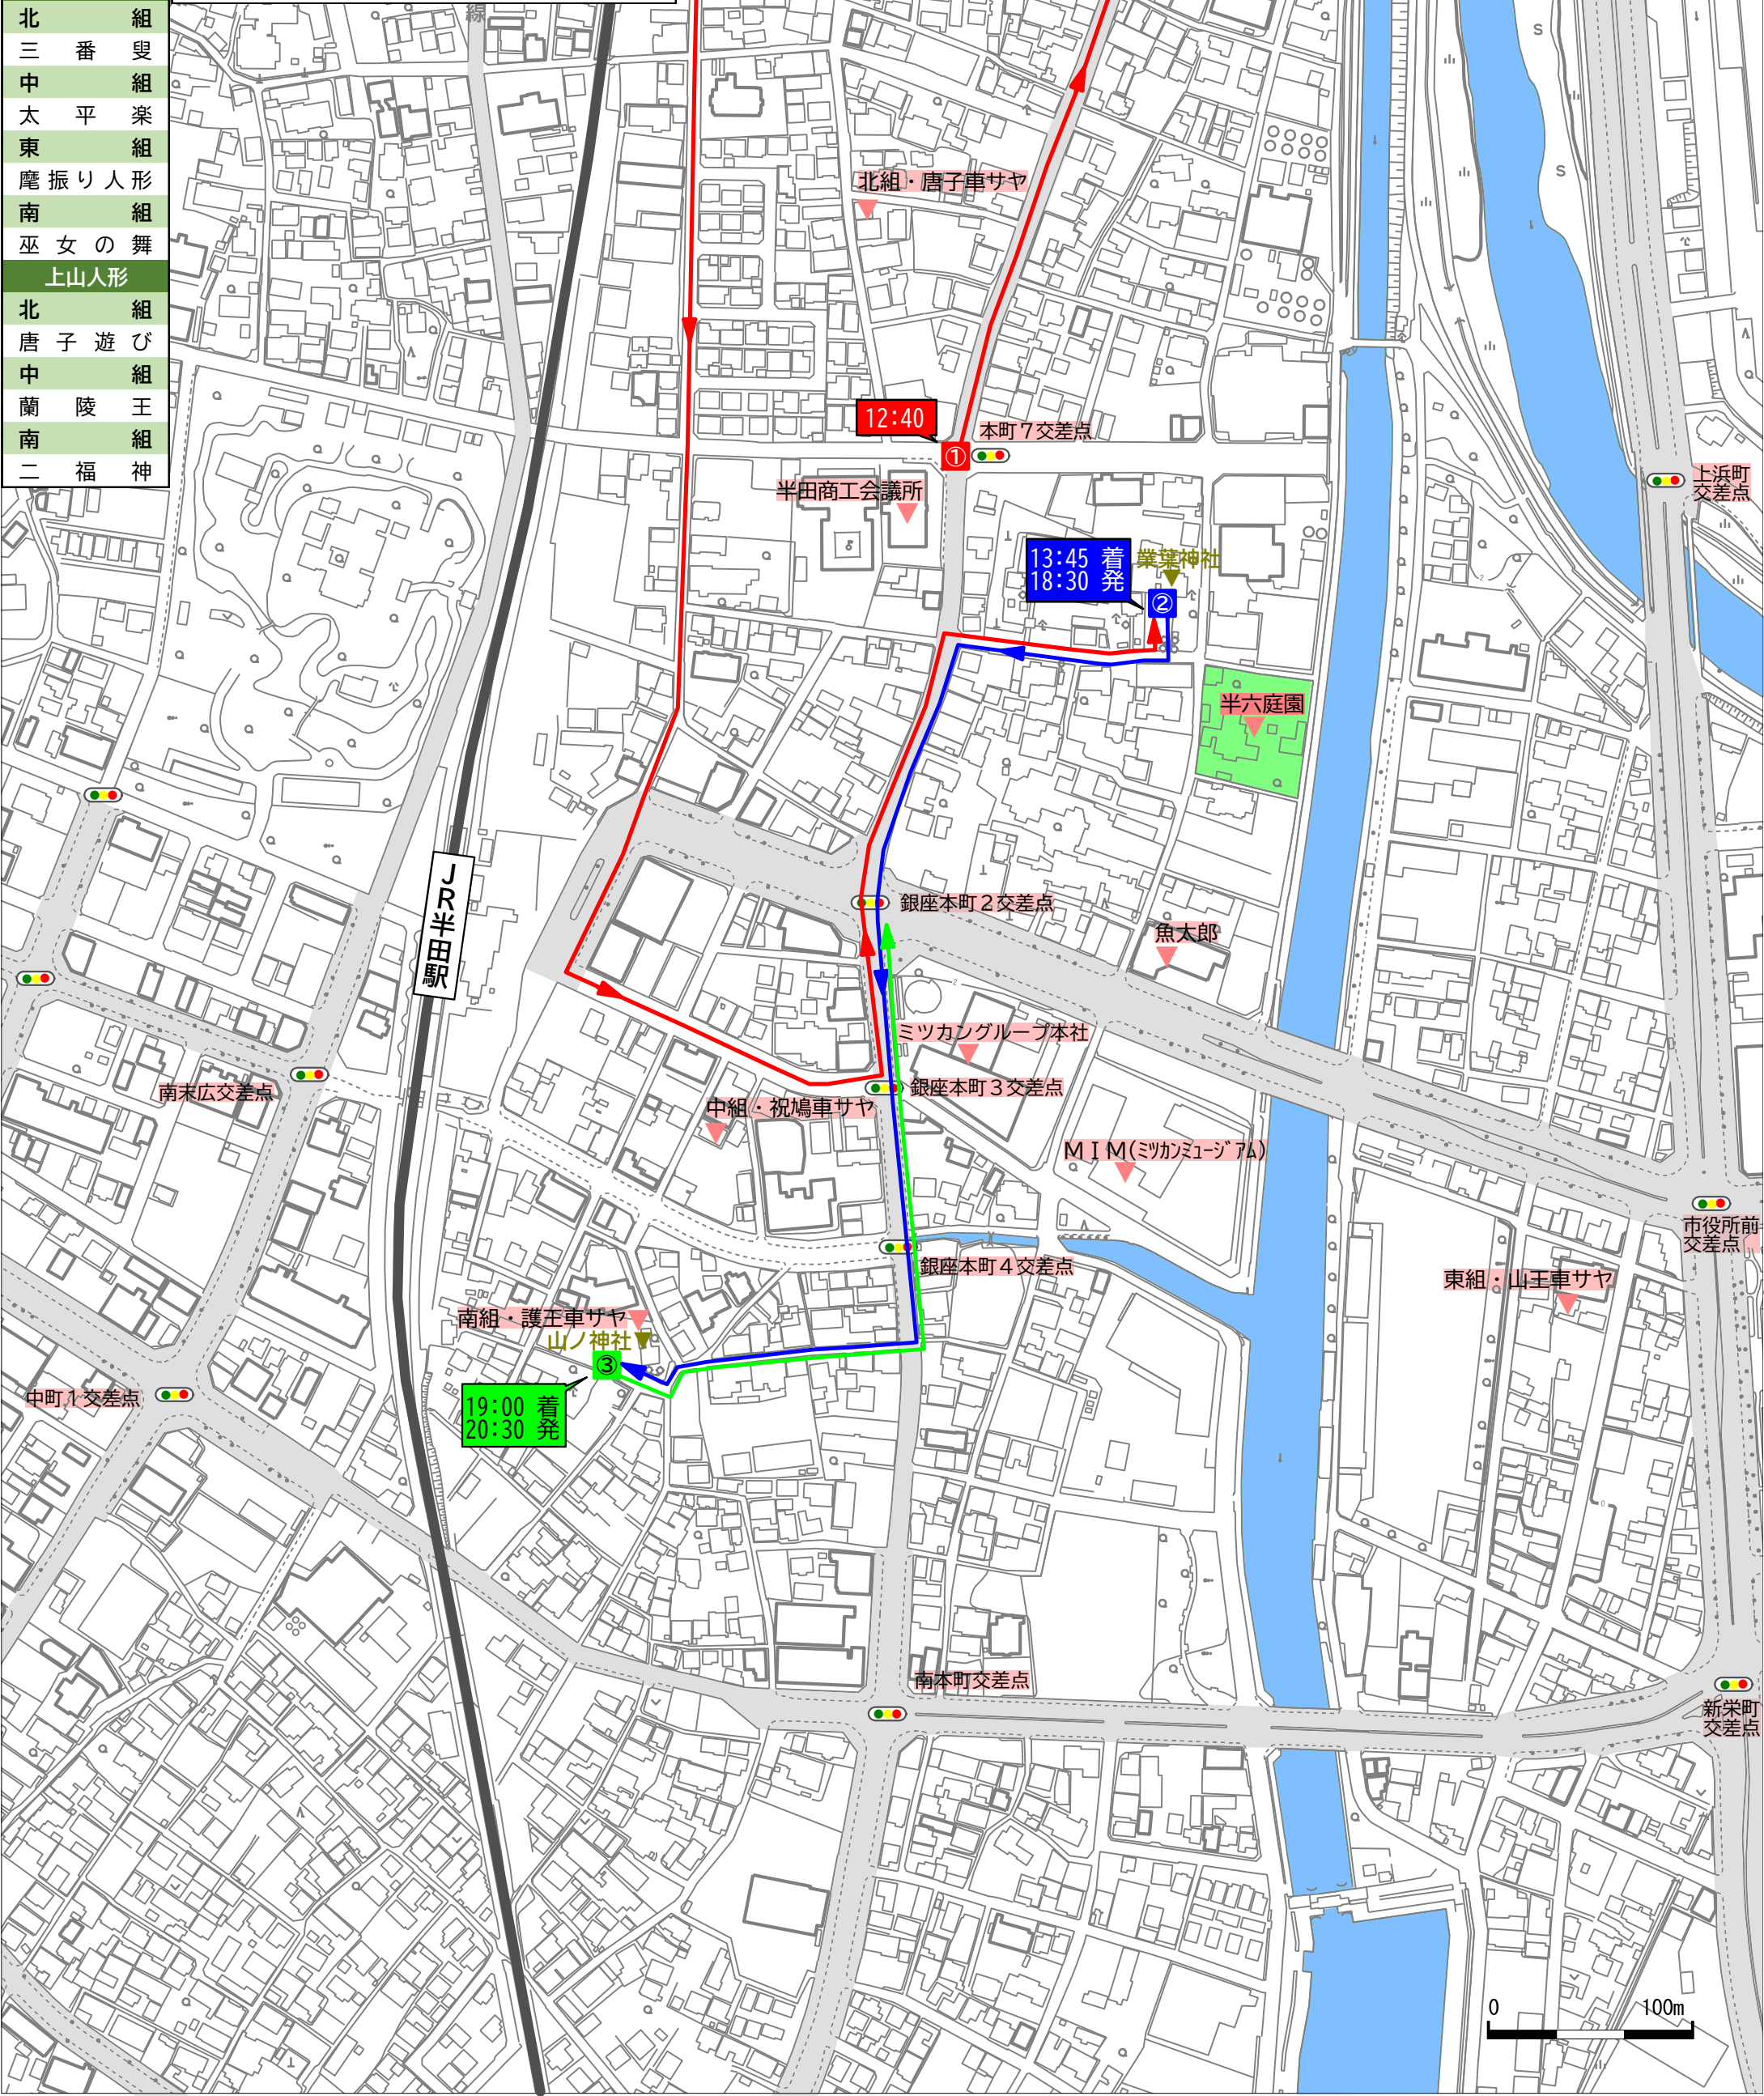 北組
三番叟
中組
太平楽
東組
麾振り人形
南組
巫女の舞
上山人形
北組
唐子遊び
中組
蘭陵王
南組
二福神
線
北組・唐子車サヤ
12:40
本町7交差点
①
半田商工会議所
上浜町
交差点
13:45 着
18:30 発
業葉神社
②
半六庭園
JR半田駅
銀座本町2交差点
魚太郎
ミツカングループ本社
南末広交差点
銀座本町3交差点
中組・祝鳩車サヤ
MIM(ミツカンミュージアム)
市役所前
交差点
銀座本町4交差点
東組・山王車サヤ
南組・護王車サヤ
山ノ神社
③
中町1交差点
19:00 着
20:30 発
南本町交差点
新栄町
交差点
0 100m